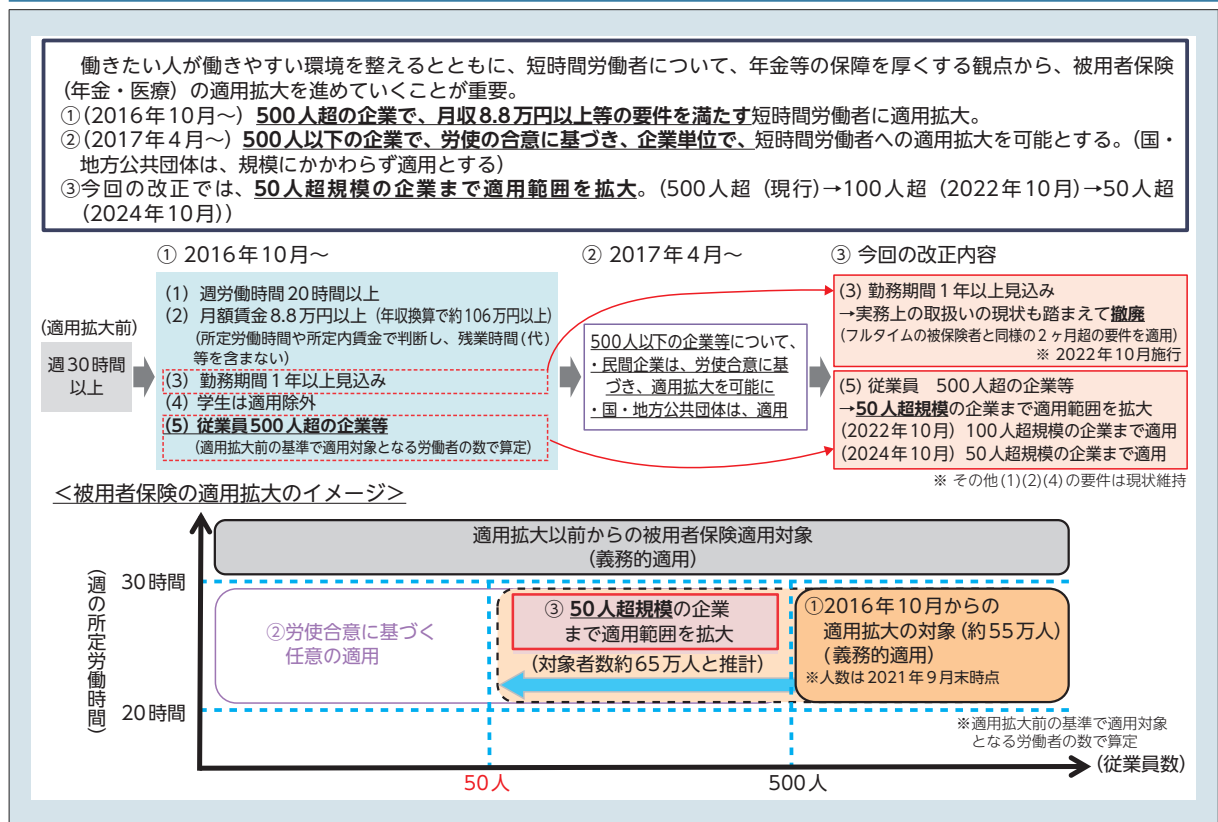 働きたい人が働きやすい環境を整えるとともに、短時間労働者について、年金等の保障を厚くする観点から、被用者保険
(年金・医療)の適用拡大を進めていくことが重要。
①(2016年10月～)500人超の企業で、月収8.8万円以上等の要件を満たす短時間労働者に適用拡大。
②(2017年4月～)500人以下の企業で、労使の合意に基づき、企業単位で、短時間労働者への適用拡大を可能とする。(国・
地方公共団体は、規模にかかわらず適用とする)
③今回の改正では、50人超規模の企業まで適用範囲を拡大。(500人超(現行)→100人超(2022年10月)→50人超
(2024年10月))
① 2016年10月～
② 2017年4月～
③ 今回の改正内容
(適用拡大前)
週30時間
以上
(1) 週労働時間20時間以上
(2) 月額賃金8.8万円以上(年収換算で約106万円以上)
(所定労働時間や所定内賃金で判断し、残業時間(代)
等を含まない)
(3) 勤務期間1年以上見込み
(4) 学生は適用除外
(5) 従業員500人超の企業等
(適用拡大前の基準で適用対象となる労働者の数で算定)
500人以下の企業等について、
・民間企業は、労使合意に基
づき、適用拡大を可能に
・国・地方公共団体は、適用
(3) 勤務期間1年以上見込み
→実務上の取扱いの現状も踏まえて撤廃
(フルタイムの被保険者と同様の2ヶ月超の要件を適用)
※ 2022年10月施行
(5) 従業員 500人超の企業等
→50人超規模の企業まで適用範囲を拡大
(2022年10月) 100人超規模の企業まで適用
(2024年10月) 50人超規模の企業まで適用
※ その他(1)(2)(4)の要件は現状維持
＜被用者保険の適用拡大のイメージ＞
(週の所定労働時間)
30時間
20時間
適用拡大以前からの被用者保険適用対象
(義務的適用)
②労使合意に基づく
任意の適用
③ 50人超規模の企業
まで適用範囲を拡大
(対象者数約65万人と推計)
①2016年10月からの
適用拡大の対象(約55万人)
(義務的適用)
※人数は2021年9月末時点
※適用拡大前の基準で適用対象
となる労働者の数で算定
50人
500人
(従業員数)